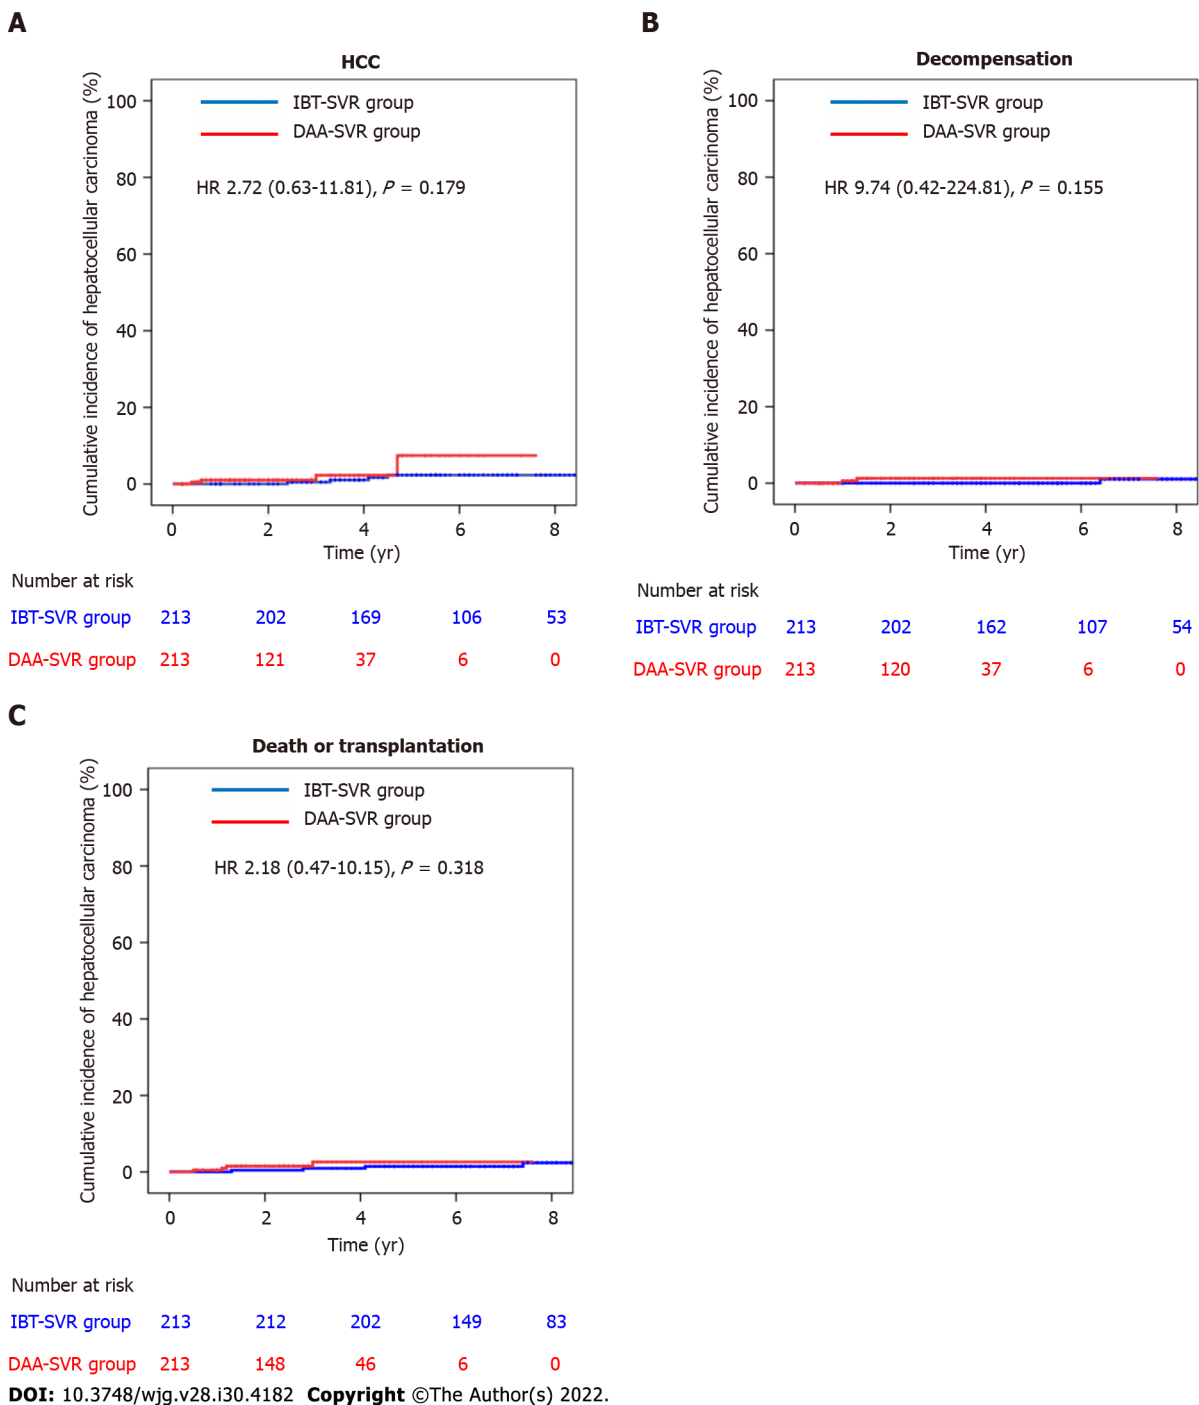 A
HCC
Cumulative incidence of hepatocellular carcinoma (%)
100
80
60
40
20
0
IBT-SVR group
DAA-SVR group
HR 2.72 (0.63-11.81), P = 0.179
0 2 4 6 8
Time (yr)
Number at risk
IBT-SVR group 213 202 169 106 53
DAA-SVR group 213 121 37 6 0
B
Decompensation
Cumulative incidence of hepatocellular carcinoma (%)
100
80
60
40
20
0
IBT-SVR group
DAA-SVR group
HR 9.74 (0.42-224.81), P = 0.155
0 2 4 6 8
Time (yr)
Number at risk
IBT-SVR group 213 202 162 107 54
DAA-SVR group 213 120 37 6 0
C
Death or transplantation
Cumulative incidence of hepatocellular carcinoma (%)
100
80
60
40
20
0
IBT-SVR group
DAA-SVR group
HR 2.18 (0.47-10.15), P = 0.318
0 2 4 6 8
Time (yr)
Number at risk
IBT-SVR group 213 212 202 149 83
DAA-SVR group 213 148 46 6 0
DOI: 10.3748/wjg.v28.i30.4182 Copyright ©The Author(s) 2022.